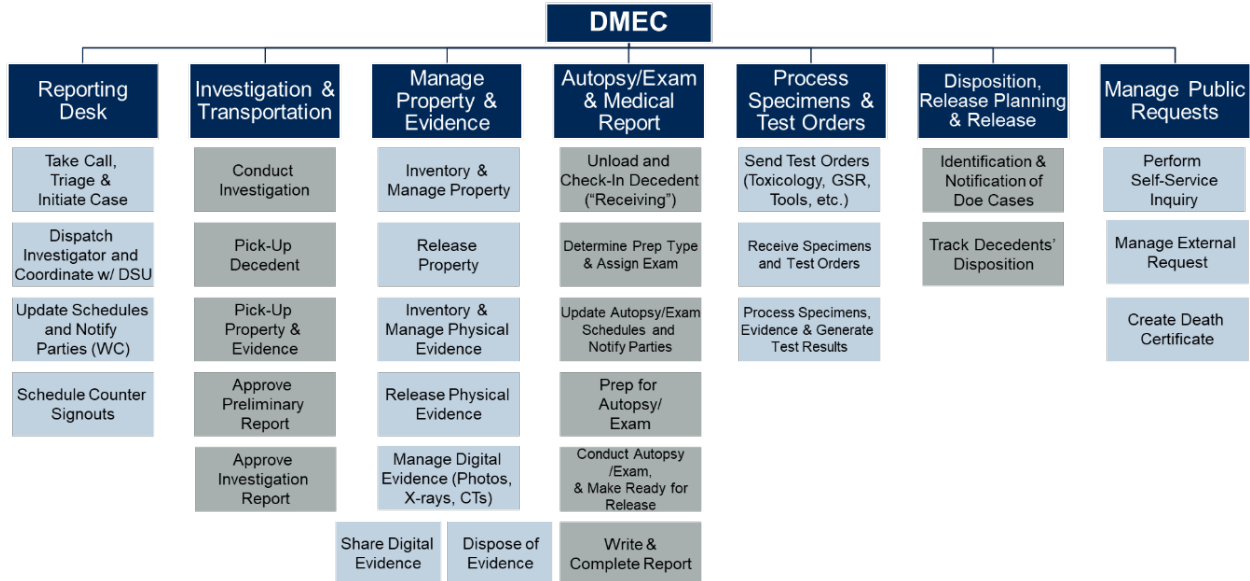 DMEC
Reporting
Desk
Take Call,
Triage &
Initiate Case
Dispatch
Investigator and
Coordinate w/ DSU
Update Schedules
and Notify
Parties (WC)
Schedule Counter
Signouts
Investigation &
Transportation
Conduct
Investigation
Pick-Up
Decedent
Pick-Up
Property &
Evidence
Approve
Preliminary
Report
Approve
Investigation
Report
Manage
Property &
Evidence
Inventory &
Manage Property
Release
Property
Inventory &
Manage Physical
Evidence
Release Physical
Evidence
Manage Digital
Evidence (Photos,
X-rays, CTs)
Share Digital
Evidence
Dispose of
Evidence
Autopsy/Exam
& Medical
Report
Unload and
Check-In Decedent
(“Receiving”)
Determine Prep Type
& Assign Exam
Update Autopsy/Exam
Schedules and
Notify Parties
Prep for
Autopsy/
Exam
Conduct Autopsy
/Exam,
& Make Ready for
Release
Write &
Complete Report
Process
Specimens &
Test Orders
Send Test Orders
(Toxicology, GSR,
Tools, etc.)
Receive Specimens
and Test Orders
Process Specimens,
Evidence & Generate
Test Results
Disposition,
Release Planning
& Release
Identification &
Notification of
Doe Cases
Track Decedents’
Disposition
Manage Public
Requests
Perform
Self-Service
Inquiry
Manage External
Request
Create Death
Certificate